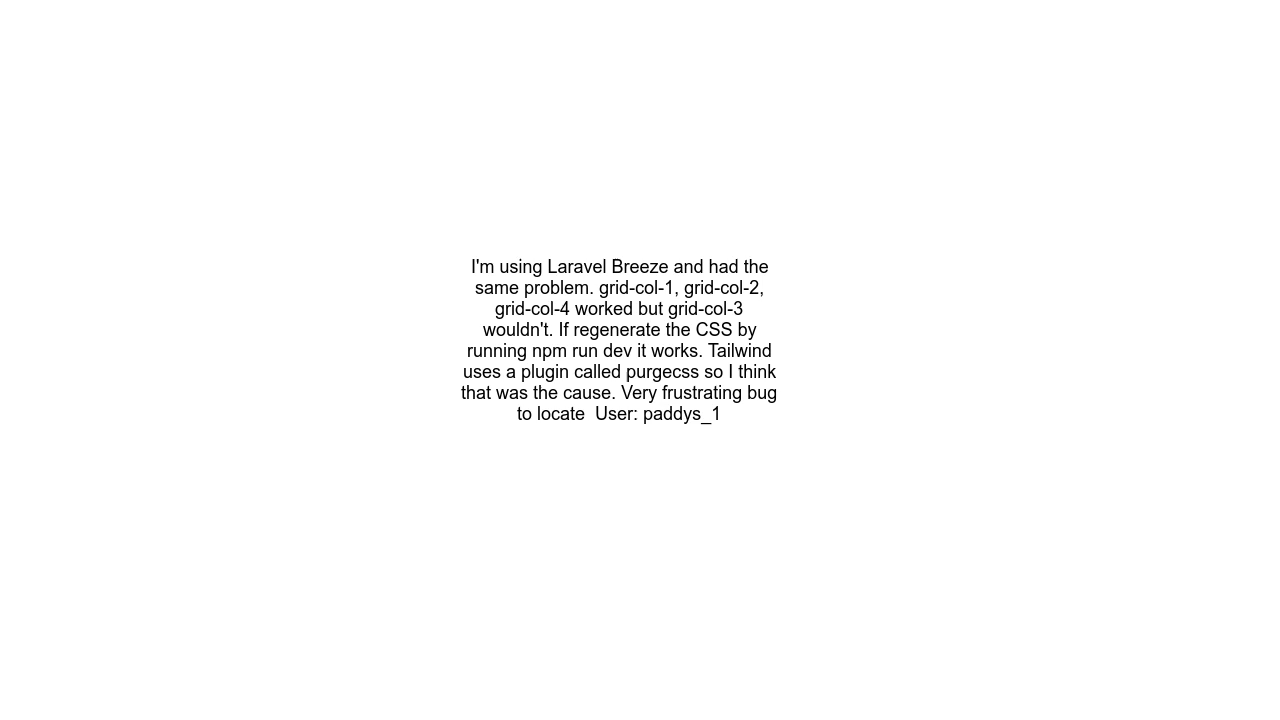 I'm using Laravel Breeze and had the
same problem. grid-col-1, grid-col-2,
grid-col-4 worked but grid-col-3
wouldn't. If regenerate the CSS by
running npm run dev it works. Tailwind
uses a plugin called purgecss so I think
that was the cause. Very frustrating bug
to locate  User: paddys_1